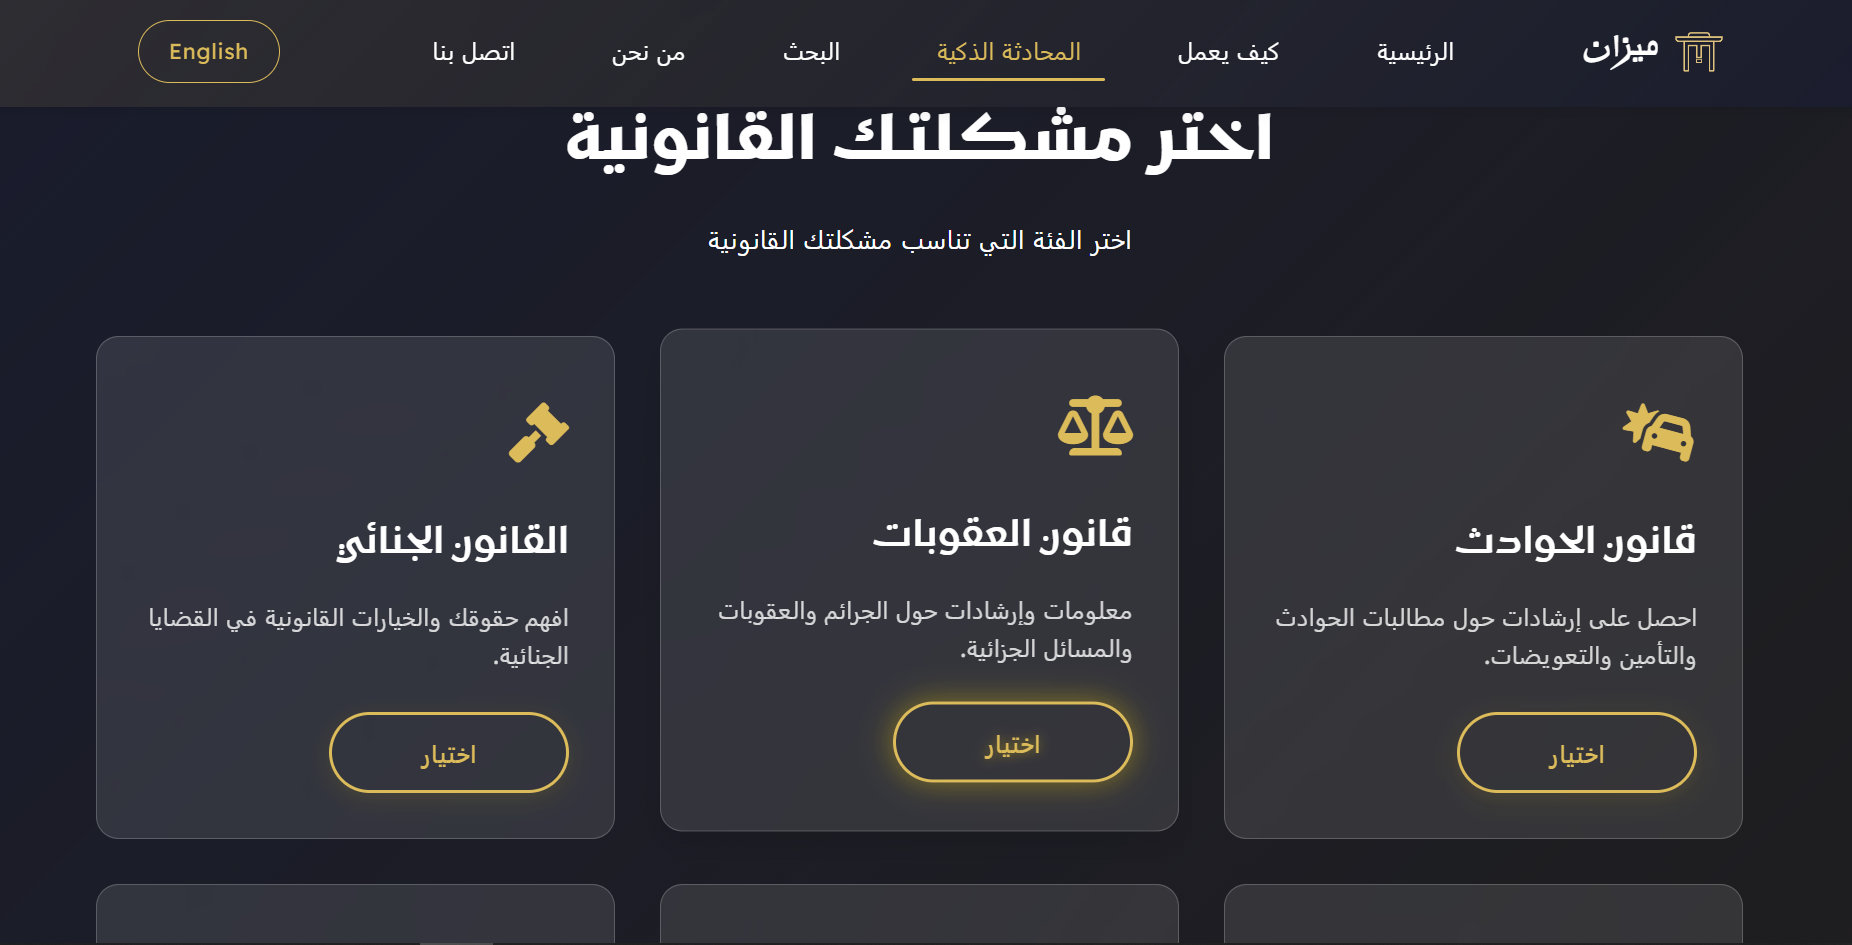 ميزان
الرئيسية
كيف يعمل
المحادثة الذكية
البحث
من نحن
اتصل بنا
English
اختر مشكلتك القانونية
اختر الفئة التي تناسب مشكلتك القانونية
قانون الحوادث
احصل على إرشادات حول مطالبات الحوادث
والتأمين والتعويضات.
اختيار
قانون العقوبات
معلومات وإرشادات حول الجرائم والعقوبات
والمسائل الجزائية.
اختيار
القانون الجنائي
افهم حقوقك والخيارات القانونية في القضايا
الجنائية.
اختيار